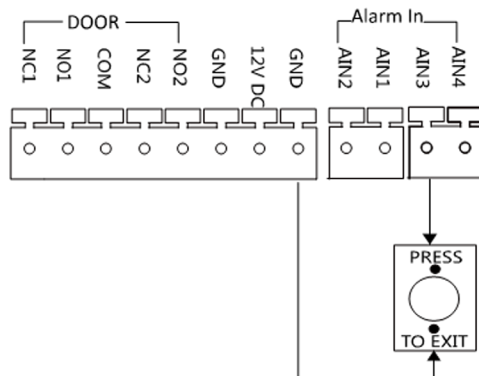 DOOR
Alarm In
NC1
NO1
COM
NC2
NO2
GND
12V DC
GND
AIN2
AIN1
AIN3
AIN4
PRESS
TO EXIT